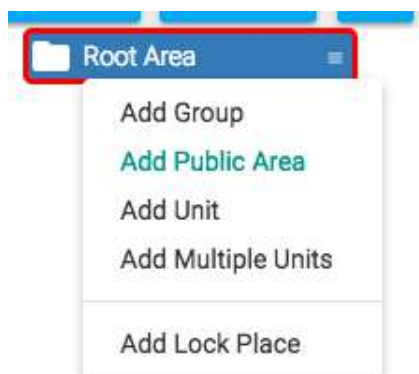 Root Area
Add Group
Add Public Area
Add Unit
Add Multiple Units
Add Lock Place